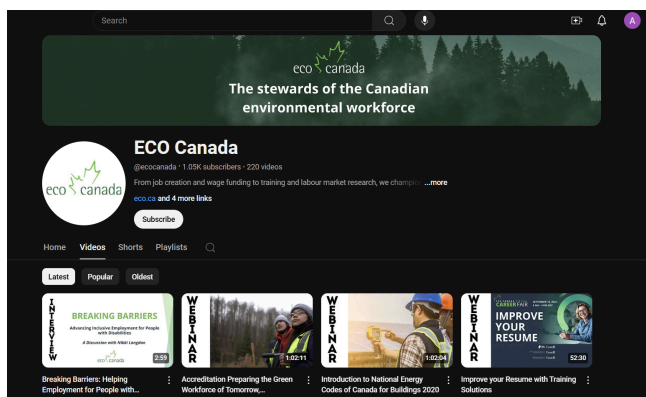 Search
A
eco canada
The stewards of the Canadian
environmental workforce
eco canada
ECO Canada
@ecocanada · 1.05K subscribers · 220 videos
From job creation and wage funding to training and labour market research, we champion ...more
eco.ca and 4 more links
Subscribe
Home Videos Shorts Playlists
Latest Popular Oldest
INTERVIEW
BREAKING BARRIERS
Advancing Inclusive Employment for People
with Disabilities
A Discussion with Nikki Langdon
eco canada
2:59
WEBINAR
1:02:11
WEBINAR
1:02:04
WEBINAR
CAREER FAIR
IMPROVE
YOUR
RESUME
52:30
Breaking Barriers: Helping
Employment for People with...
Accreditation Preparing the Green
Workforce of Tomorrow,...
Introduction to National Energy
Codes of Canada for Buildings 2020
Improve your Resume with Training
Solutions